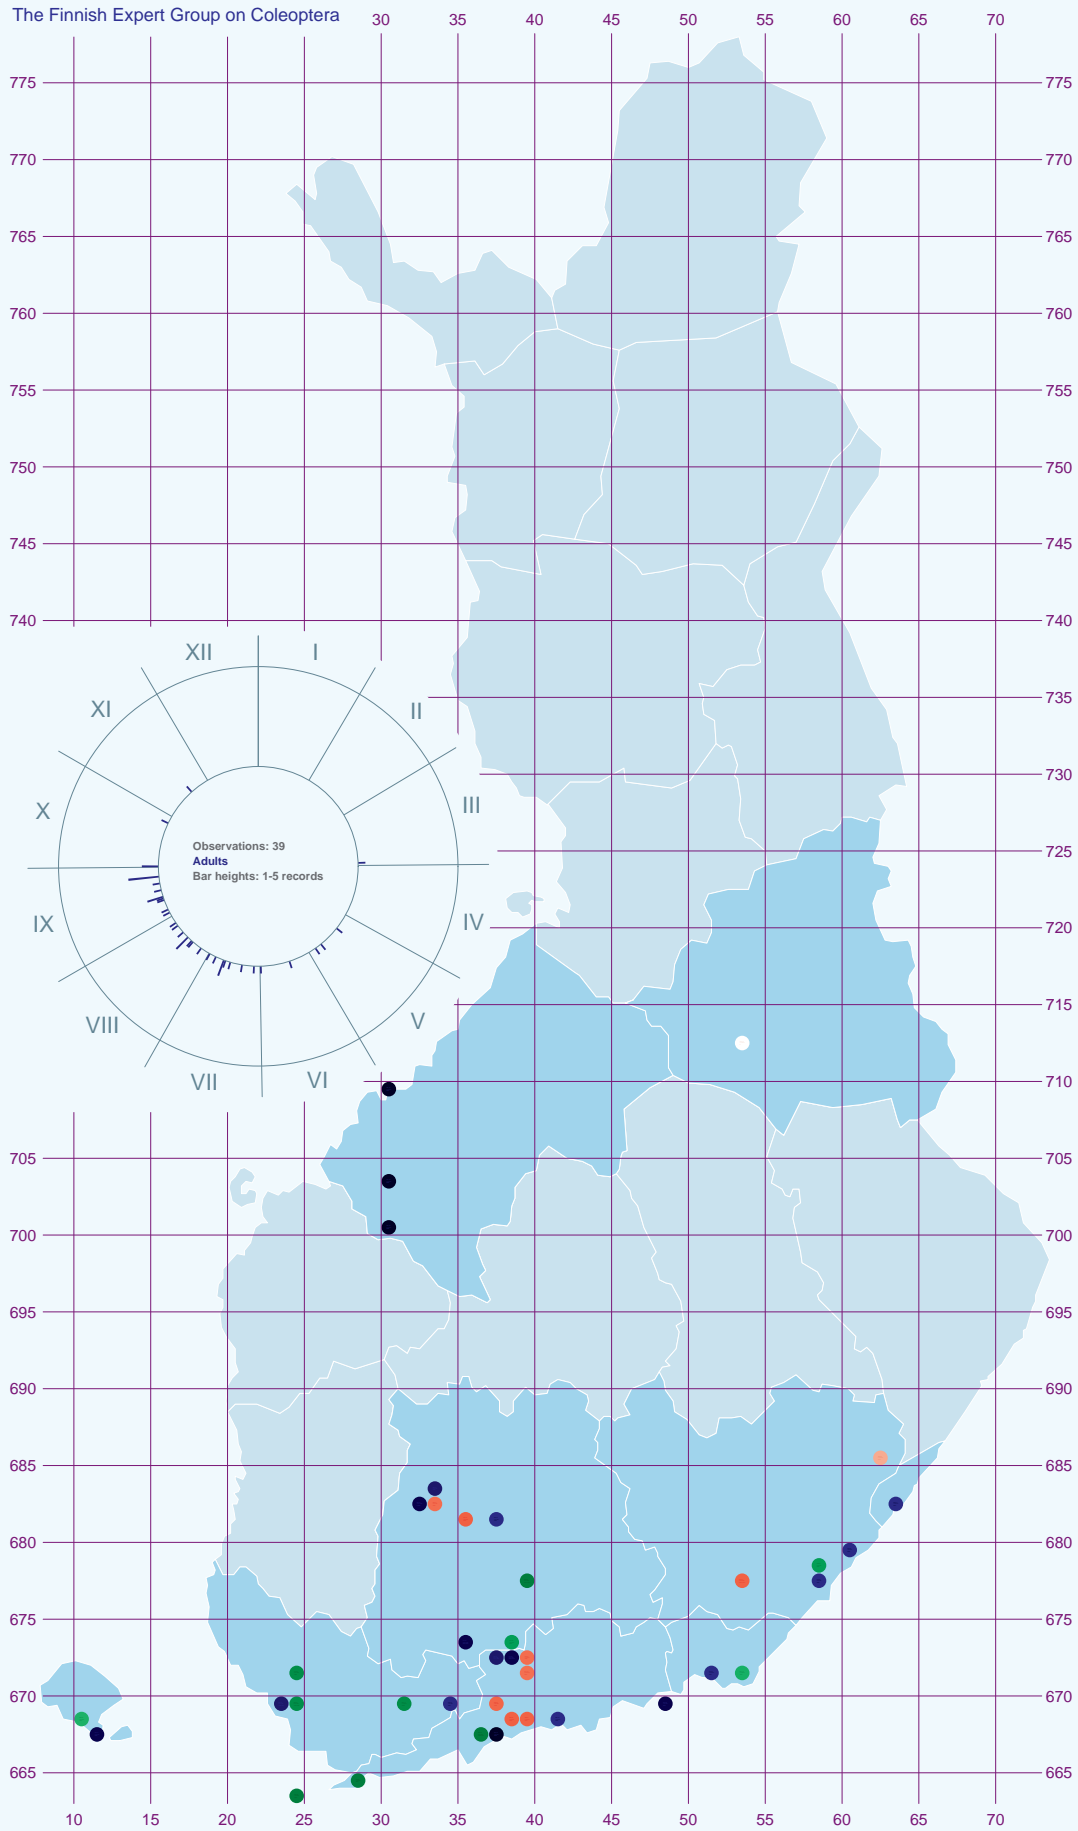 The Finnish Expert Group on Coleoptera
30 35 40 45 50 55 60 65 70
775 775
770 770
765 765
760 760
755 755
750 750
745 745
740 740
XII I
XI II
735
730
X III
Observations: 39
Adults
Bar heights: 1-5 records
725
IX IV
720
715
VIII V
VII VI
710
705 705
700 700
695 695
690 690
685 685
680 680
675 675
670 670
665 665
10 15 20 25 30 35 40 45 50 55 60 65 70